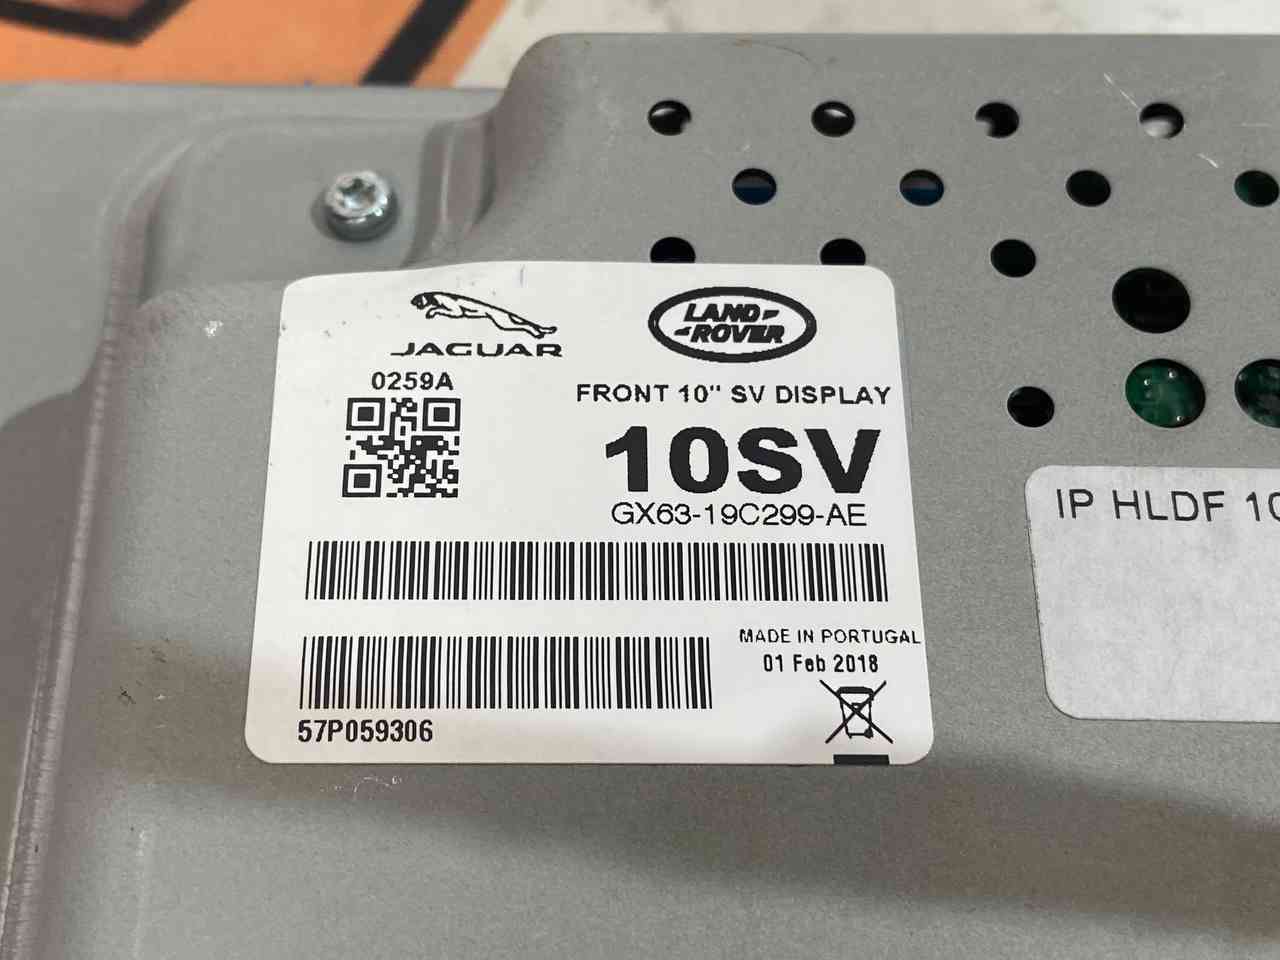 JAGUAR
LAND
ROVER
0259A
FRONT 10" SV DISPLAY
10SV
GX63-19C299-AE
MADE IN PORTUGAL
01 Feb 2018
57P059306
IP HLDF 10